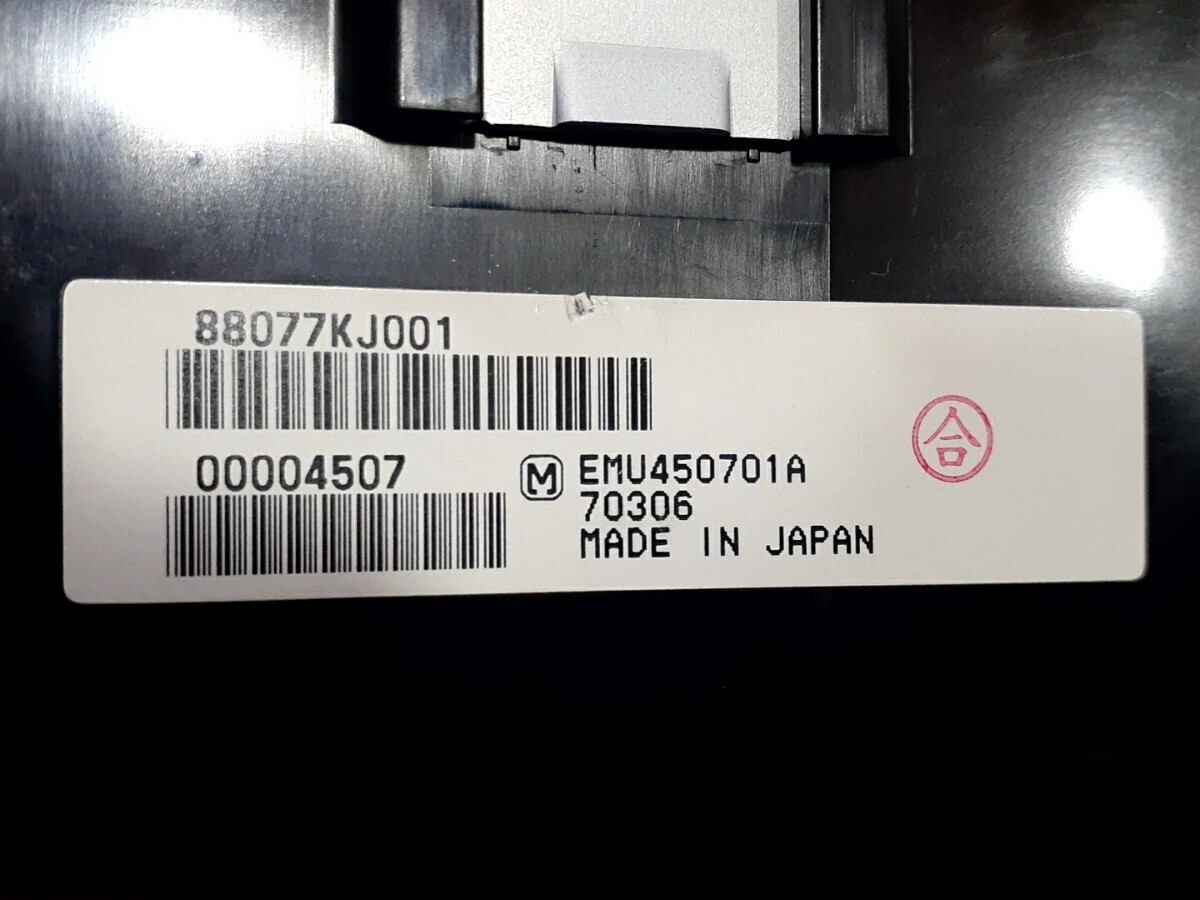 88077KJ001
00004507
M EMU450701A
70306
MADE IN JAPAN
合